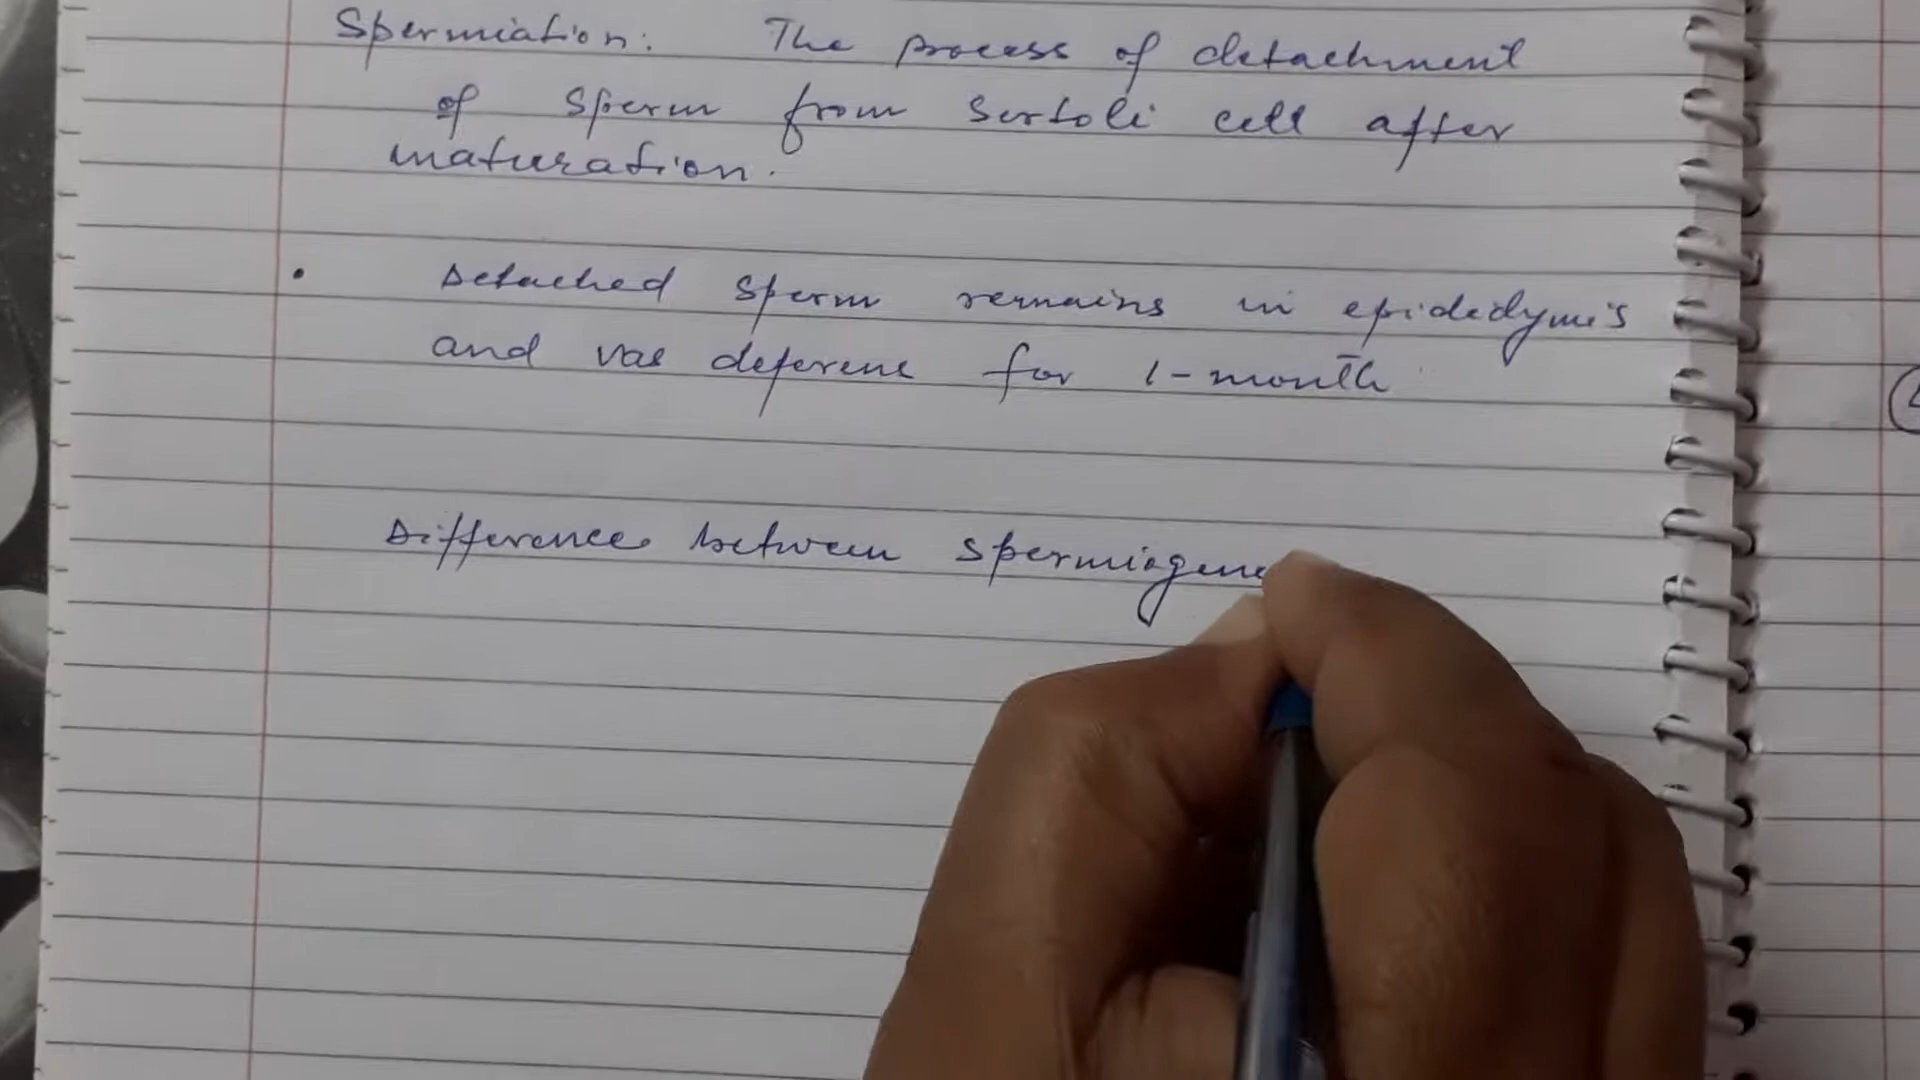 Spermiation: The process of detachment
of sperm from Sertoli cell after
maturation.
• Detached sperm remains in epididymis
and vas deferens for 1-month
Difference between spermiogene